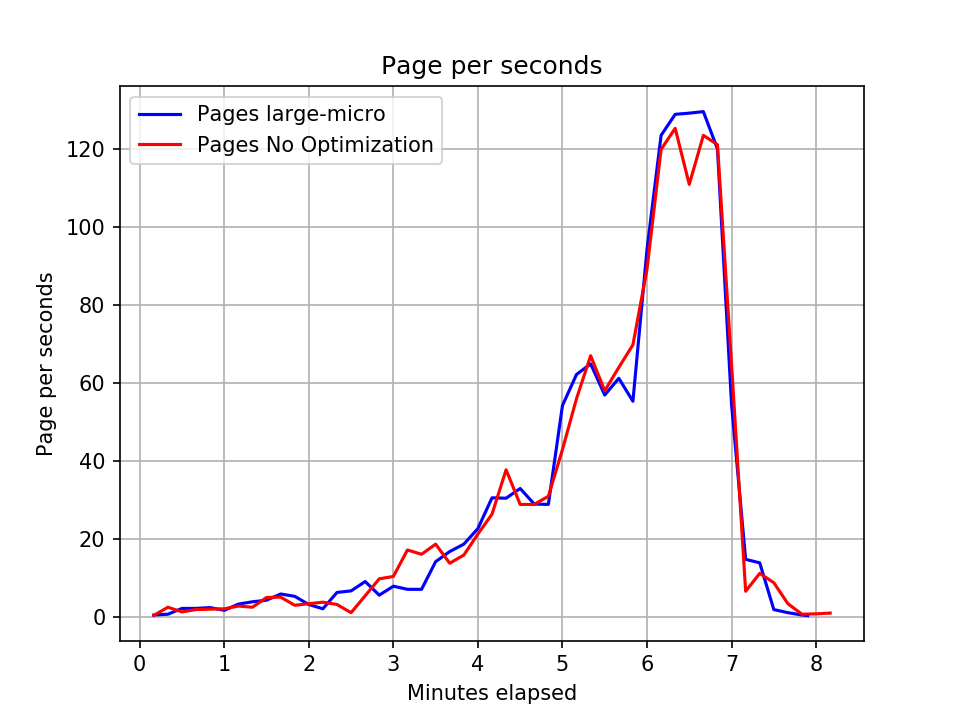 Page per seconds
Pages large-micro
Pages No Optimization
120
100
80
60
40
20
0
Page per seconds
0 1 2 3 4 5 6 7 8
Minutes elapsed